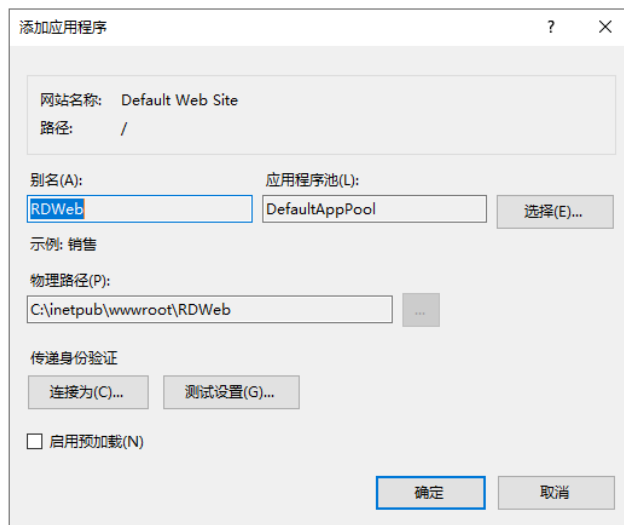 添加应用程序 ?
网站名称: Default Web Site
路径: /
别名(A): 应用程序池(L):
RDWeb DefaultAppPool 选择(E)...
示例: 销售
物理路径(P):
C:\inetpub\wwwroot\RDWeb ...
传递身份验证
连接为(C)... 测试设置(G)...
启用预加载(N)
确定 取消